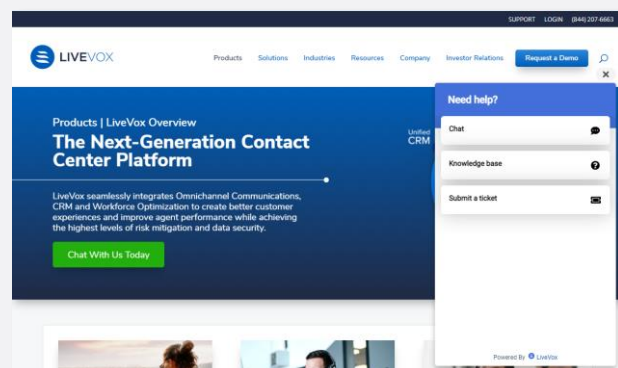 SUPPORT LOGIN (844) 207-6663
LIVEVOX Products Solutions Industries Resources Company Investor Relations Request a Demo
Need help?
Products | LiveVox Overview
The Next-Generation Contact
Center Platform
Unified
CRM
Chat
Knowledge base
Submit a ticket
LiveVox seamlessly integrates Omnichannel Communications,
CRM and Workforce Optimization to create better customer
experiences and improve agent performance while achieving
the highest levels of risk mitigation and data security.
Chat With Us Today
Powered By LiveVox